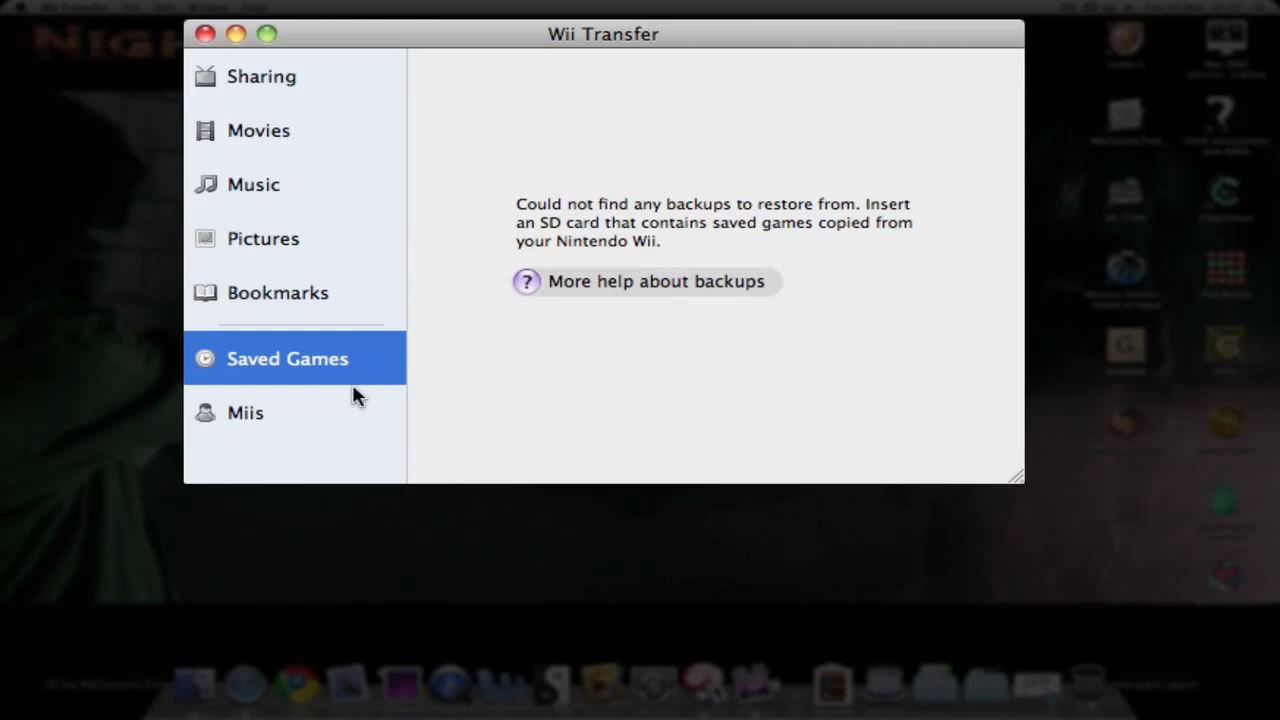 Wii Transfer
Sharing
Movies
Music
Pictures
Bookmarks
Saved Games
Miis
Could not find any backups to restore from. Insert
an SD card that contains saved games copied from
your Nintendo Wii.
? More help about backups